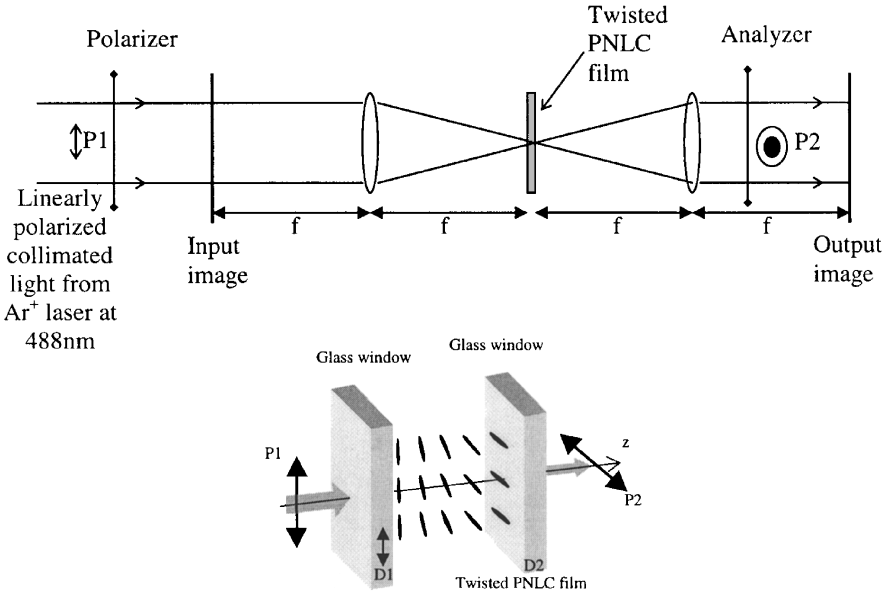 Polarizer
Twisted
PNLC
film
Analyzer
P1
P2
Linearly
polarized
collimated
light from
Ar⁺ laser at
488nm
Input
image
f
f
f
f
Output
image
Glass window
Glass window
P1
D1
D2
z
P2
Twisted PNLC film